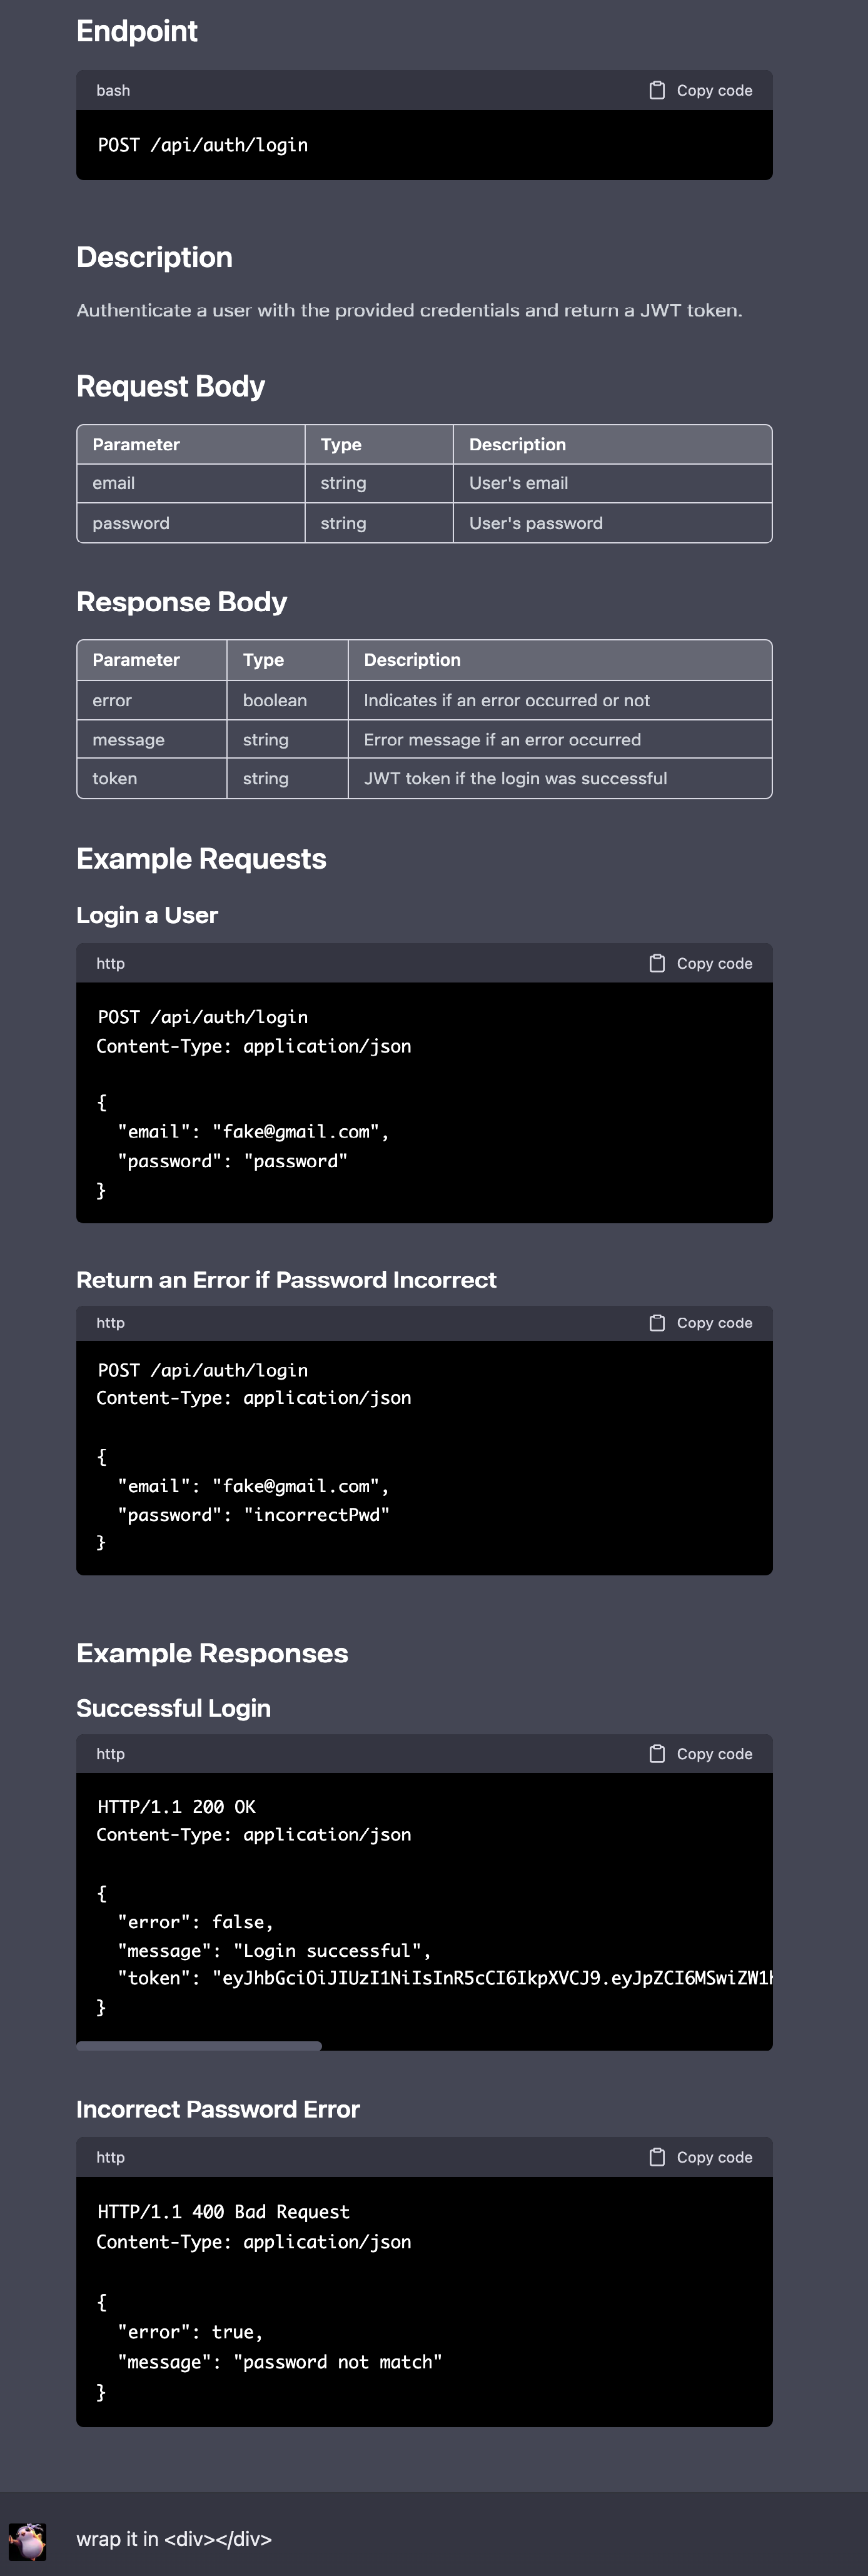 Endpoint
bash Copy code
POST /api/auth/login
Description
Authenticate a user with the provided credentials and return a JWT token.
Request Body
Parameter Type Description
email string User's email
password string User's password
Response Body
Parameter Type Description
error boolean Indicates if an error occurred or not
message string Error message if an error occurred
token string JWT token if the login was successful
Example Requests
Login a User
http Copy code
POST /api/auth/login
Content-Type: application/json
{
"email": "fake@gmail.com",
"password": "password"
}
Return an Error if Password Incorrect
http Copy code
POST /api/auth/login
Content-Type: application/json
{
"email": "fake@gmail.com",
"password": "incorrectPwd"
}
Example Responses
Successful Login
http Copy code
HTTP/1.1 200 OK
Content-Type: application/json
{
"error": false,
"message": "Login successful",
"token": "eyJhbGciOiJIUzI1NiIsInR5cCI6IkpXVCJ9.eyJpZCI6MSwiZW1h
}
Incorrect Password Error
http Copy code
HTTP/1.1 400 Bad Request
Content-Type: application/json
{
"error": true,
"message": "password not match"
}
wrap it in <div></div>